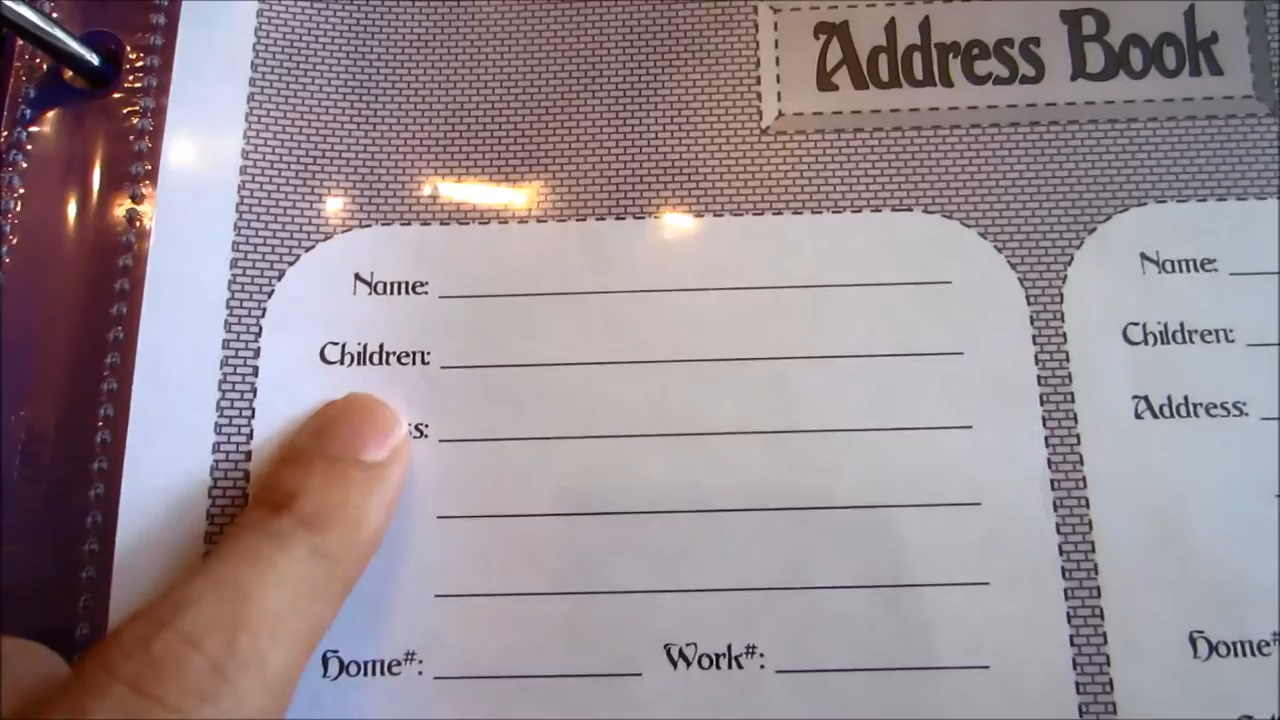 Address Book
Name:
Children:
s:
Home#:
Work#:
Name:
Children:
Address:
Home#